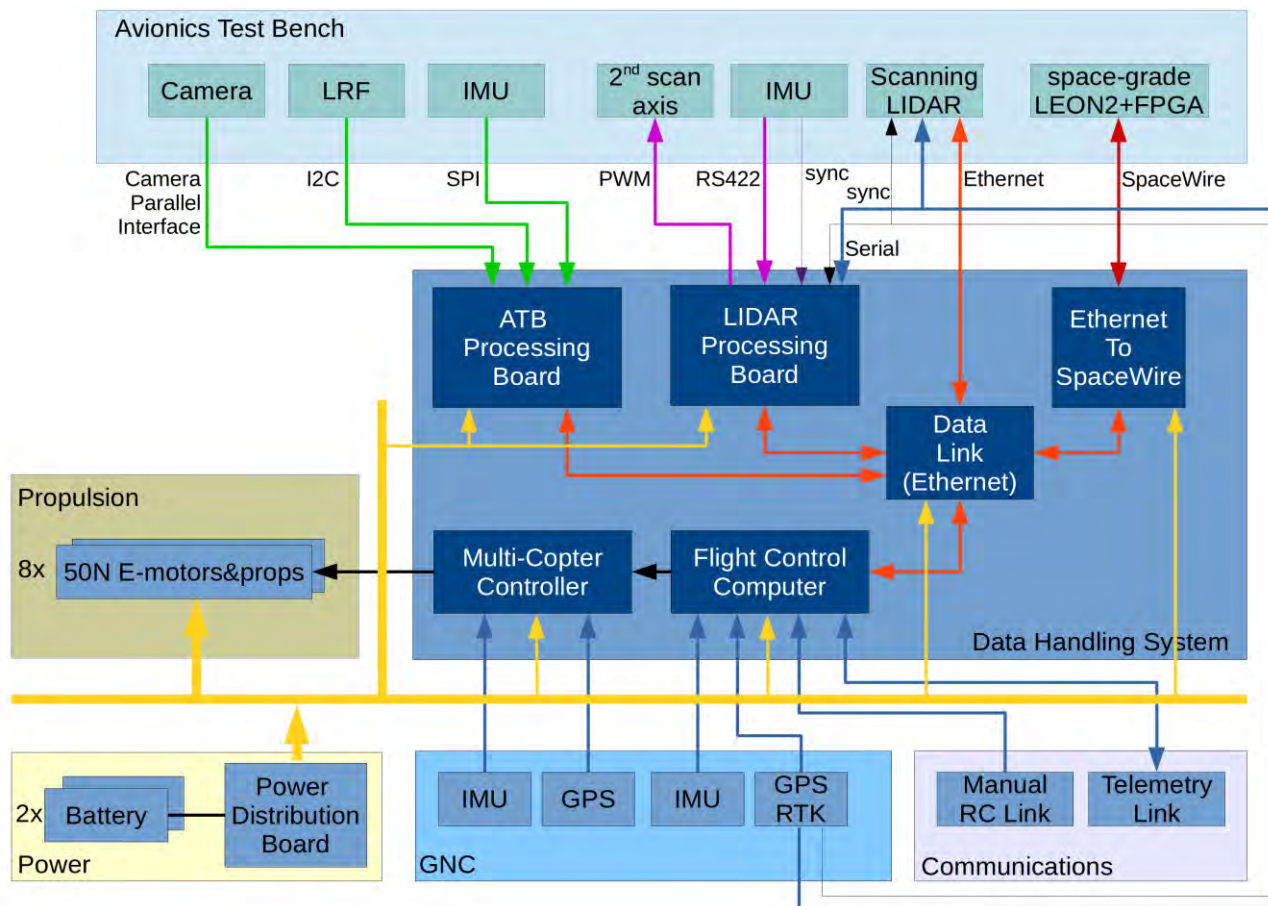 Avionics Test Bench
Camera
LRF
IMU
2nd scan
axis
IMU
Scanning
LIDAR
space-grade
LEON2+FPGA
Camera
Parallel
Interface
I2C
SPI
PWM
RS422
sync
sync
Serial
Ethernet
SpaceWire
ATB
Processing
Board
LIDAR
Processing
Board
Ethernet
To
SpaceWire
Data
Link
(Ethernet)
Propulsion
8x
50N E-motors&props
Multi-Copter
Controller
Flight Control
Computer
Data Handling System
2x
Battery
Power
Distribution
Board
Power
IMU
GPS
IMU
GPS
RTK
GNC
Manual
RC Link
Telemetry
Link
Communications